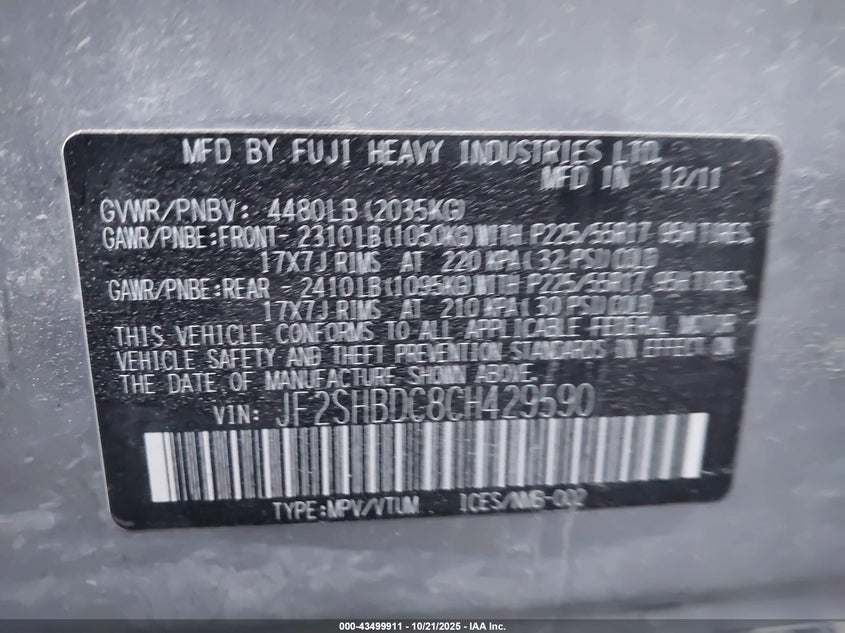 MFD BY FUJI HEAVY INDUSTRIES LTD.
MFD IN 12/11
GVWR/PNBV: 4480LB(2035KG)
GAWR/PNBE:FRONT- 2310LB(1050KG)WITH P225/55R17 95H TIRES,
17X7J RIMS AT 220 KPA(32 PSI)COLD
GAWR/PNBE:REAR - 2410LB(1095KG)WITH P225/55R17 95H TIRES,
17X7J RIMS AT 210 KPA(30 PSI)COLD
THIS VEHICLE CONFORMS TO ALL APPLICABLE FEDERAL MOTOR
VEHICLE SAFETY AND THEFT PREVENTION STANDARDS IN EFFECT ON
THE DATE OF MANUFACTURE SHOWN ABOVE.
VIN: JF2SHBDC8CH429590
TYPE:MPV/VTUM ICES/NMB-002
000-43499911 - 10/21/2025 - IAA Inc.